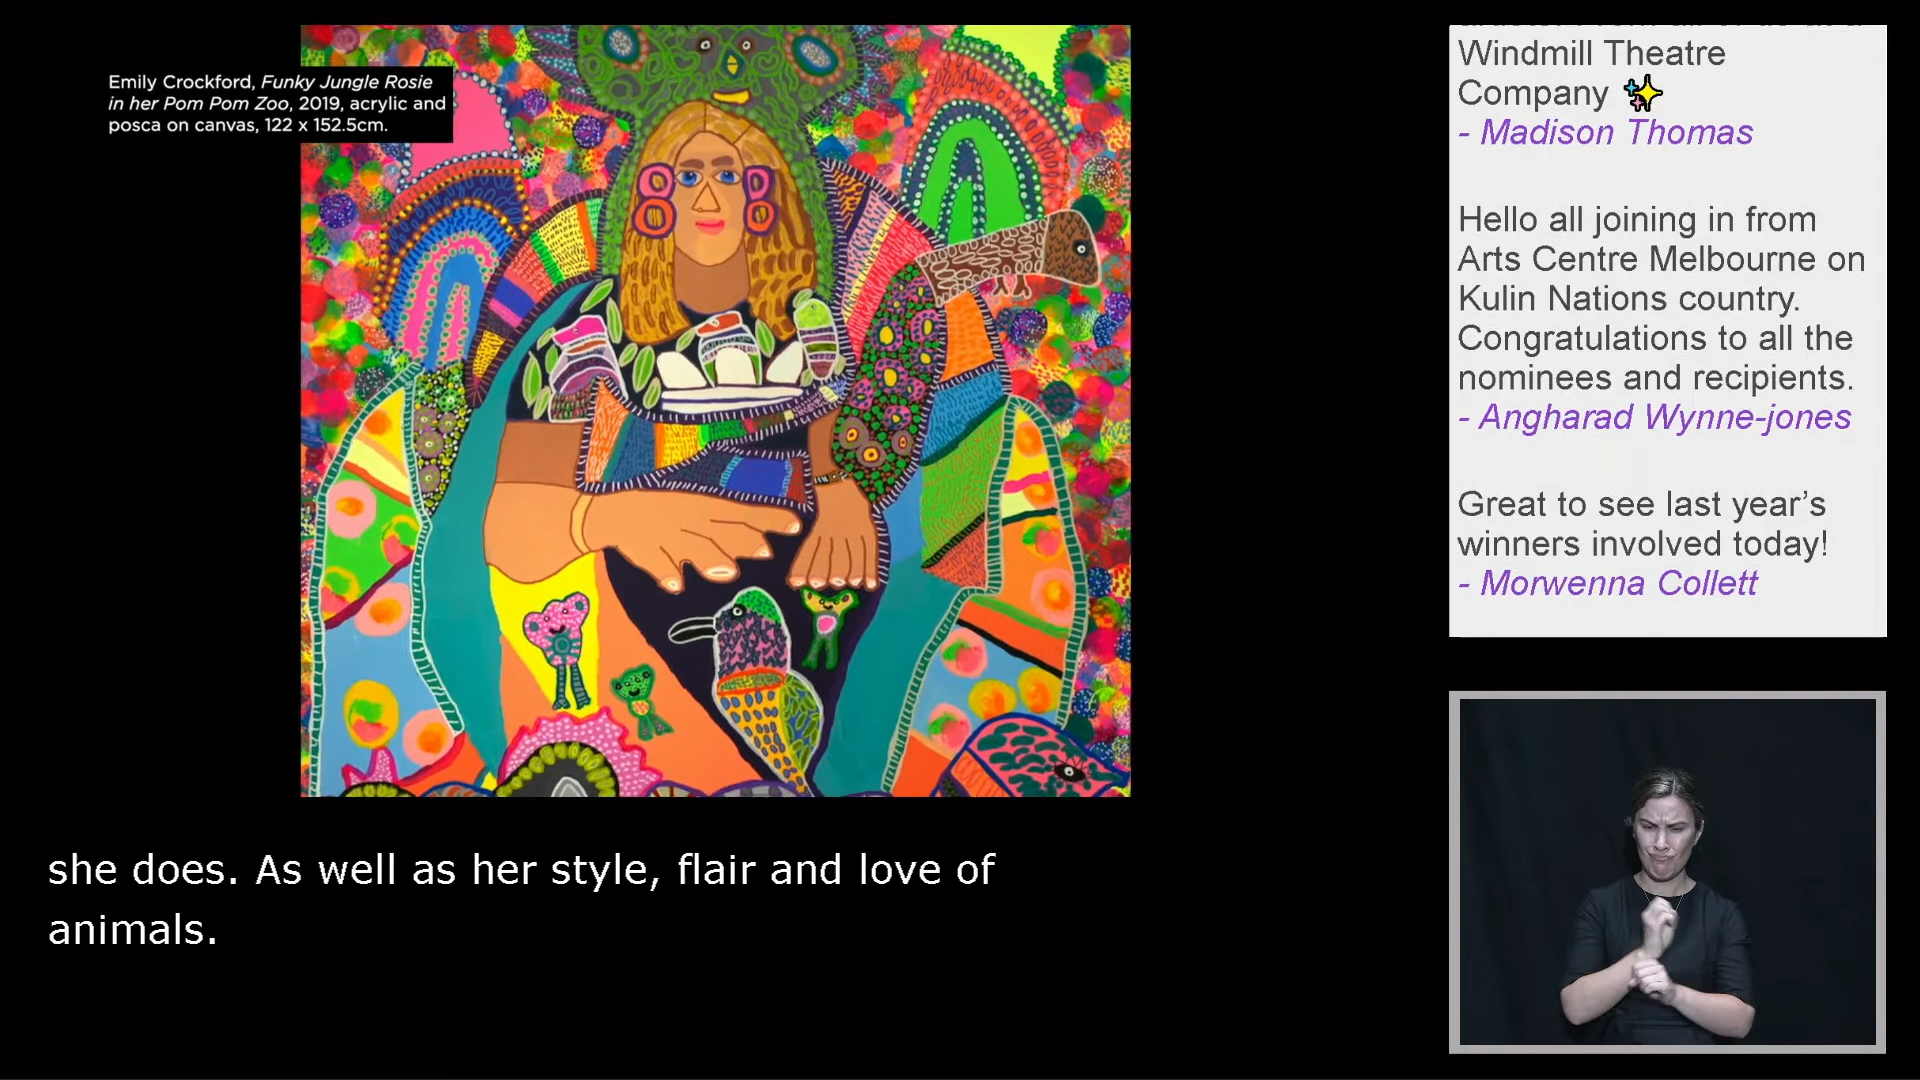 Emily Crockford, Funky Jungle Rosie
in her Pom Pom Zoo, 2019, acrylic and
posca on canvas, 122 x 152.5cm.
she does. As well as her style, flair and love of
animals.
Windmill Theatre
Company ✨
- Madison Thomas
Hello all joining in from
Arts Centre Melbourne on
Kulin Nations country.
Congratulations to all the
nominees and recipients.
- Angharad Wynne-jones
Great to see last year’s
winners involved today!
- Morwenna Collett